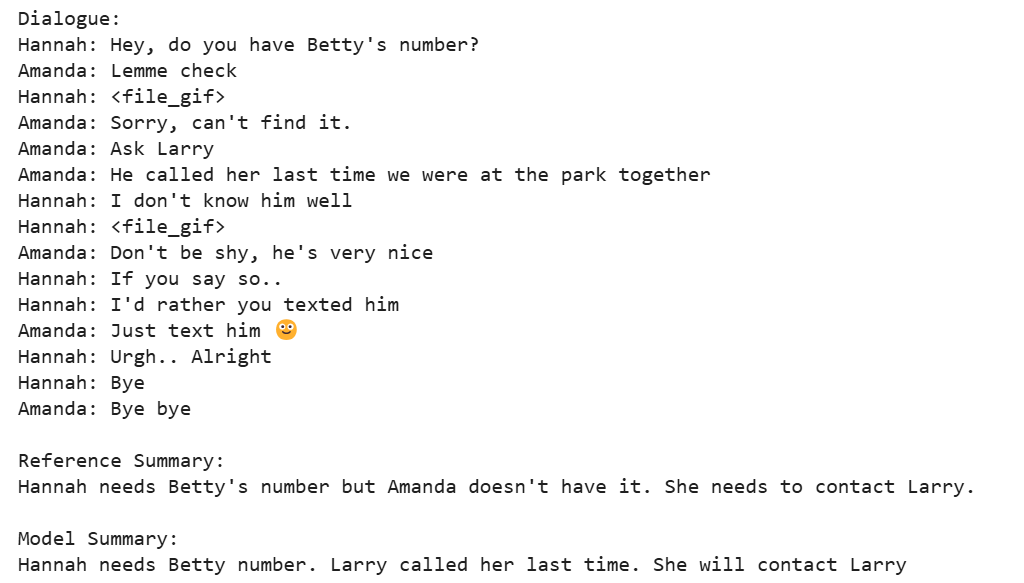 Dialogue:
Hannah: Hey, do you have Betty's number?
Amanda: Lemme check
Hannah: <file_gif>
Amanda: Sorry, can't find it.
Amanda: Ask Larry
Amanda: He called her last time we were at the park together
Hannah: I don't know him well
Hannah: <file_gif>
Amanda: Don't be shy, he's very nice
Hannah: If you say so..
Hannah: I'd rather you texted him
Amanda: Just text him 🙂
Hannah: Urgh.. Alright
Hannah: Bye
Amanda: Bye bye

Reference Summary:
Hannah needs Betty's number but Amanda doesn't have it. She needs to contact Larry.

Model Summary:
Hannah needs Betty number. Larry called her last time. She will contact Larry